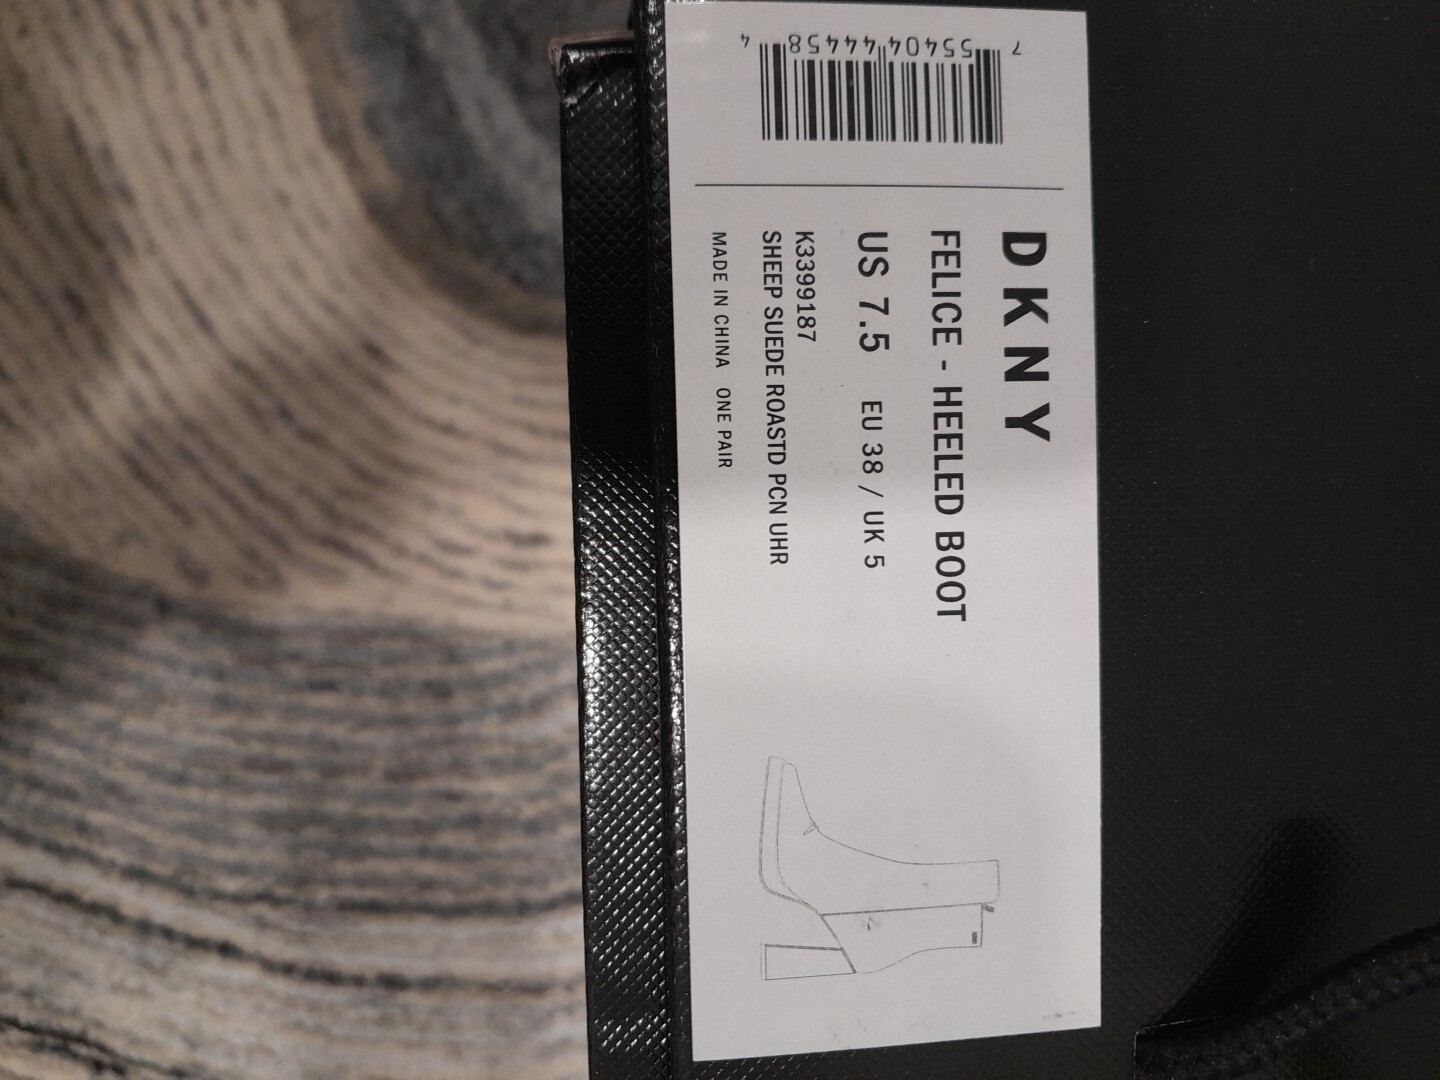 DKNY
FELICE - HEELED BOOT
US 7.5 EU 38 / UK 5
K3399187
SHEEP SUEDE ROASTD PCN UHR
MADE IN CHINA ONE PAIR
7 55404 44458 4